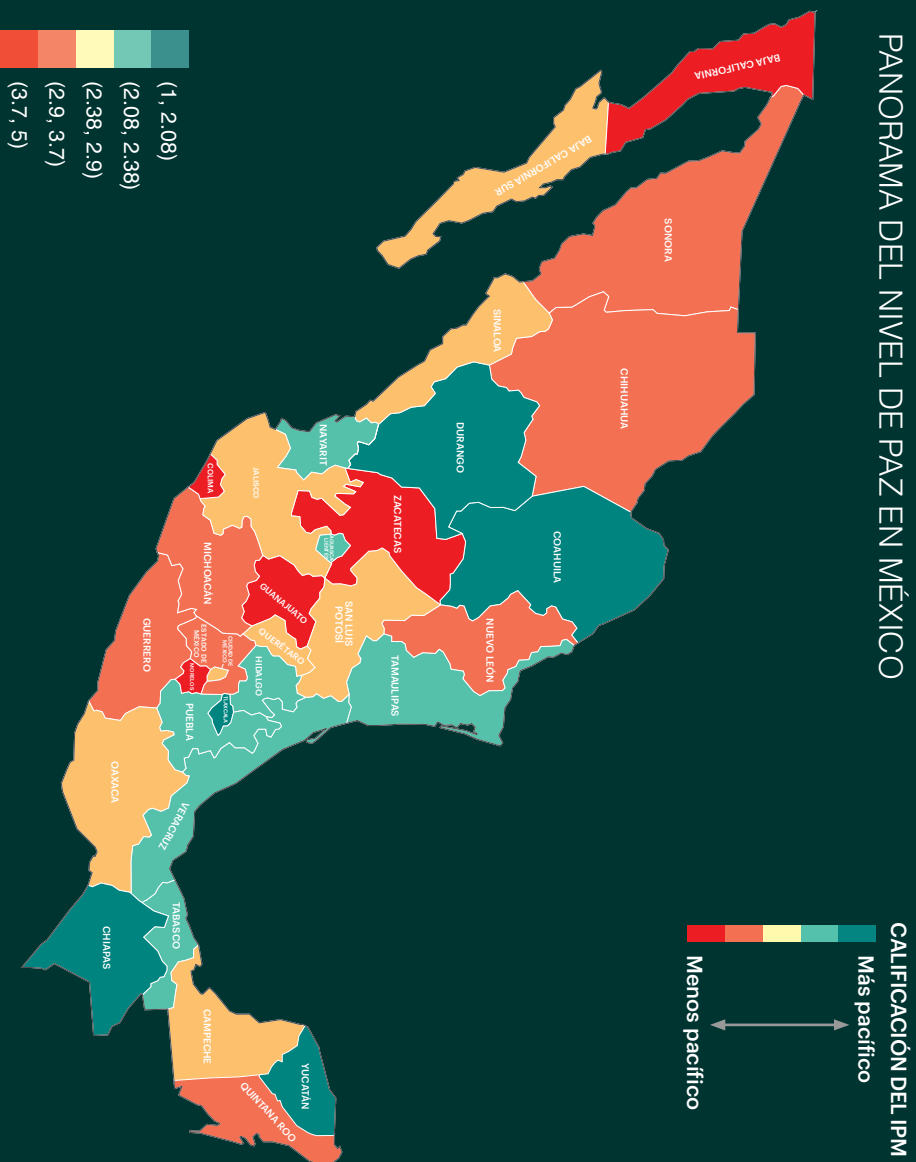 PANORAMA DEL NIVEL DE PAZ EN MÉXICO
CALIFICACIÓN DEL IPM
Más pacífico
Menos pacífico
BAJA CALIFORNIA
BAJA CALIFORNIA SUR
SONORA
CHIHUAHUA
SINALOA
DURANGO
COAHUILA
NAYARIT
ZACATECAS
NUEVO LEÓN
TAMAULIPAS
SAN LUIS
POTOSÍ
JALISCO
COLIMA
GUANAJUATO
QUERÉTARO
HIDALGO
MICHOACÁN
ESTADO DE
MÉXICO
CIUDAD DE
MÉXICO
MORELOS
TLAXCALA
PUEBLA
GUERRERO
VERACRUZ
OAXACA
TABASCO
CHIAPAS
CAMPECHE
YUCATÁN
QUINTANA ROO
(1, 2.08)
(2.08, 2.38)
(2.38, 2.9)
(2.9, 3.7)
(3.7, 5)